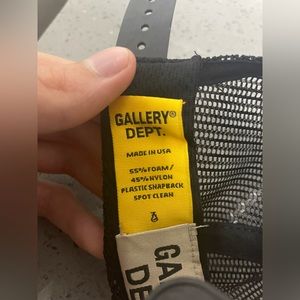 GALLERY®
DEPT.
MADE IN USA
55% FOAM/
45% NYLON
PLASTIC SNAPBACK
SPOT CLEAN
GA
DE